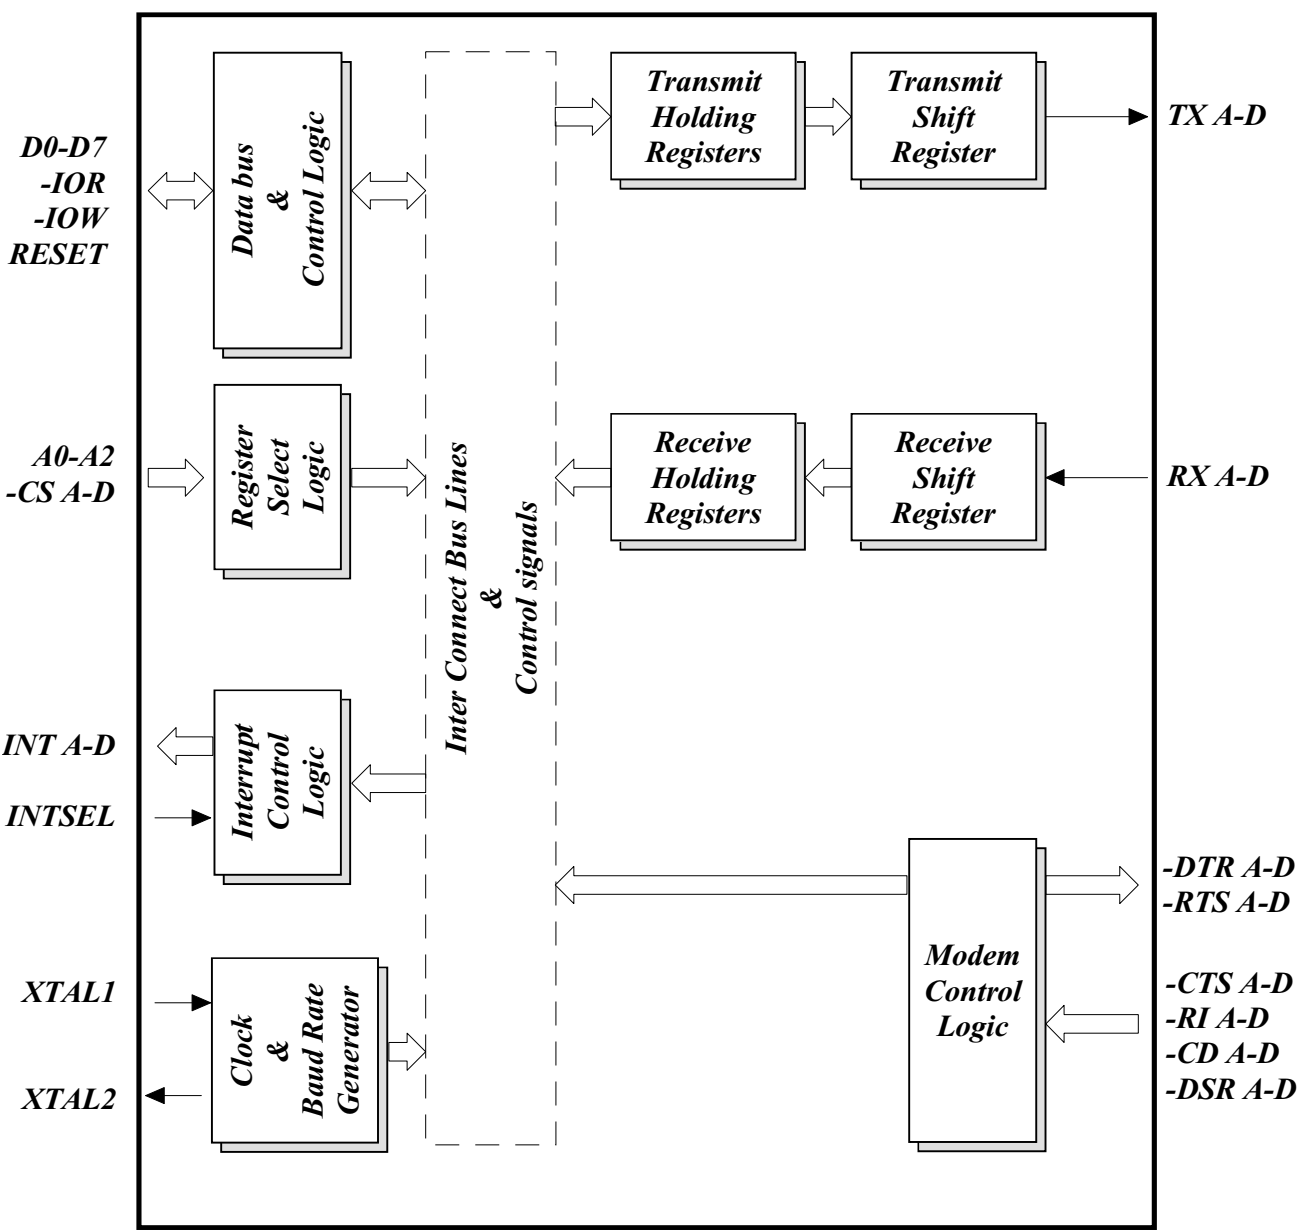 D0-D7
-IOR
-IOW
RESET
A0-A2
-CS A-D
INT A-D
INTSEL
XTAL1
XTAL2
Data bus
&
Control Logic
Register
Select
Logic
Interrupt
Control
Logic
Clock
&
Baud Rate
Generator
Inter Connect Bus Lines
&
Control signals
Transmit
Holding
Registers
Transmit
Shift
Register
Receive
Holding
Registers
Receive
Shift
Register
Modem
Control
Logic
TX A-D
RX A-D
-DTR A-D
-RTS A-D
-CTS A-D
-RI A-D
-CD A-D
-DSR A-D